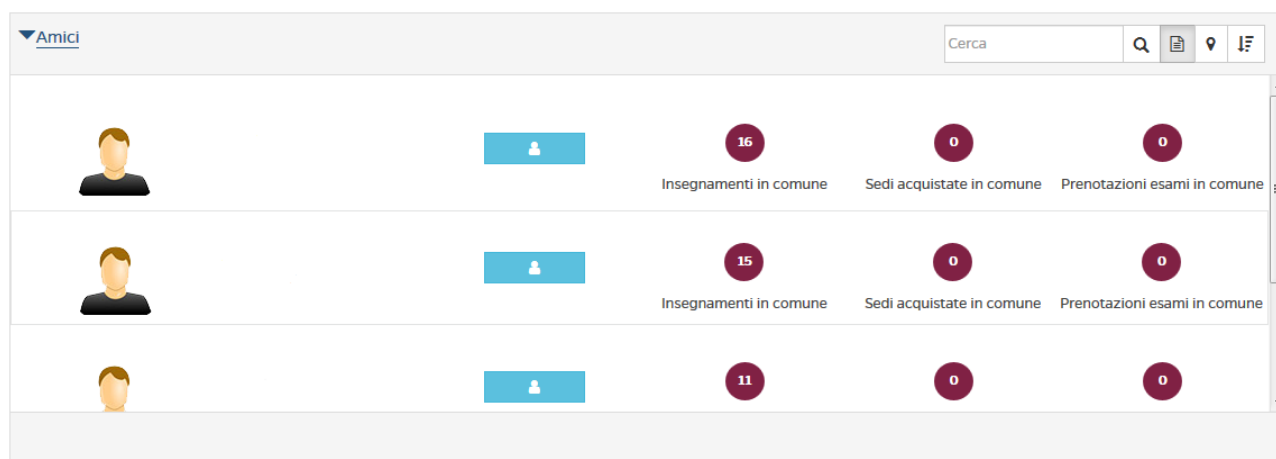 Amici
Cerca
16 0 0
Insegnamenti in comune Sedi acquistate in comune Prenotazioni esami in comune
15 0 0
Insegnamenti in comune Sedi acquistate in comune Prenotazioni esami in comune
11 0 0